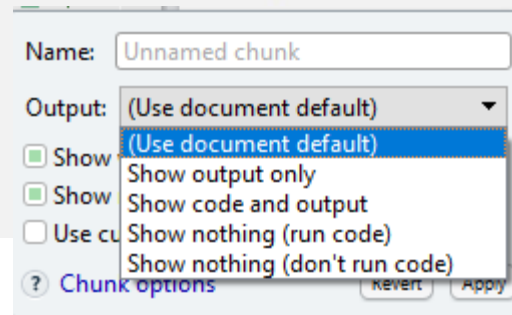 Name: Unnamed chunk
Output: (Use document default)
(Use document default)
Show
Show output only
Show
Show code and output
Use cu
Show nothing (run code)
Show nothing (don't run code)
? Chunk options Revert Apply